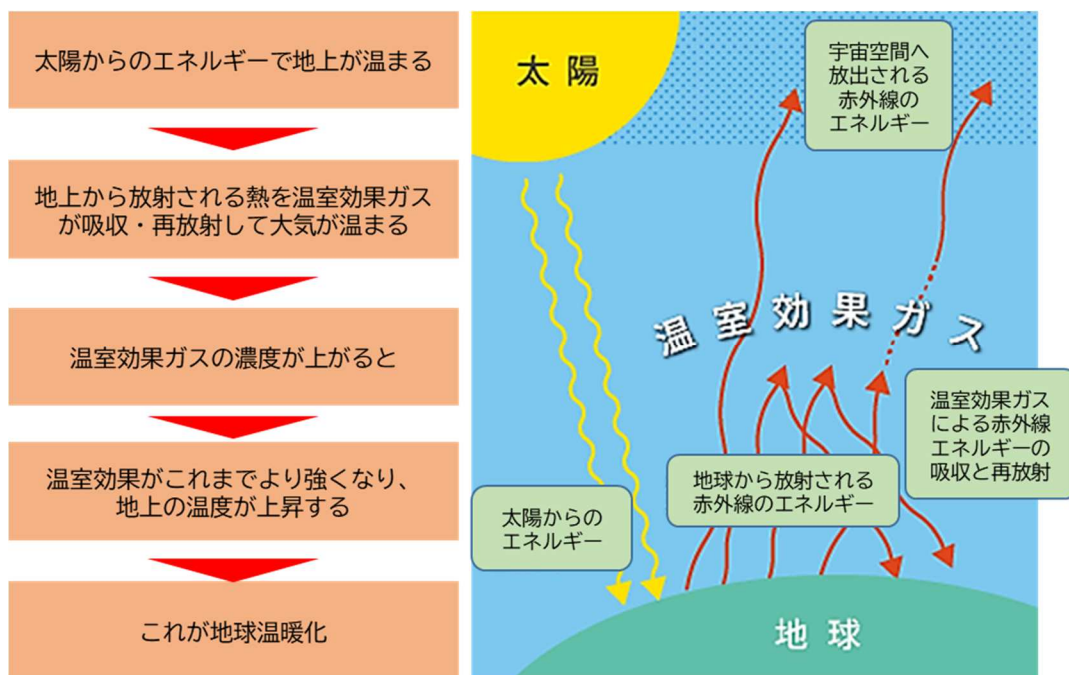 太陽からのエネルギーで地上が温まる
地上から放射される熱を温室効果ガス
が吸収・再放射して大気が温まる
温室効果ガスの濃度が上がると
温室効果がこれまでより強くなり、
地上の温度が上昇する
これが地球温暖化
太陽
宇宙空間へ
放出される
赤外線の
エネルギー
温室効果ガス
温室効果ガス
による赤外線
エネルギーの
吸収と再放射
地球から放射される
赤外線のエネルギー
太陽からの
エネルギー
地球